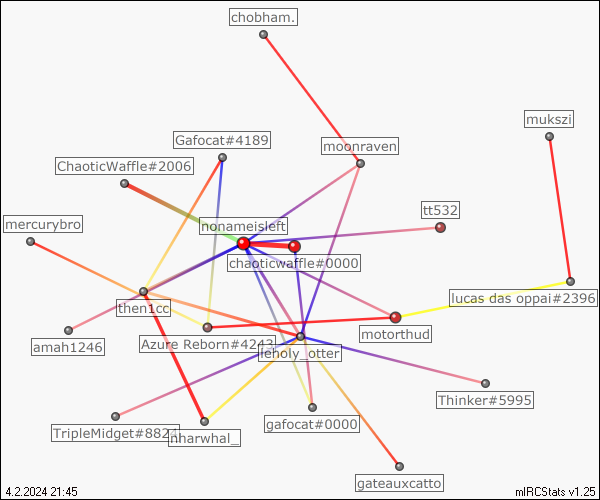 chobham.
mukszi
Gafocat#4189
moonraven
ChaoticWaffle#2006
tt532
mercurybro
nonameisleft
chaoticwaffle#0000
lucas das oppai#2396
then1cc
motorthud
amah1246
Azure Reborn#4243
leholy_otter
Thinker#5995
gafocat#0000
TripleMidget#8824
nharwhal_
gateauxcatto
4.2.2024 21:45
mIRCStats v1.25